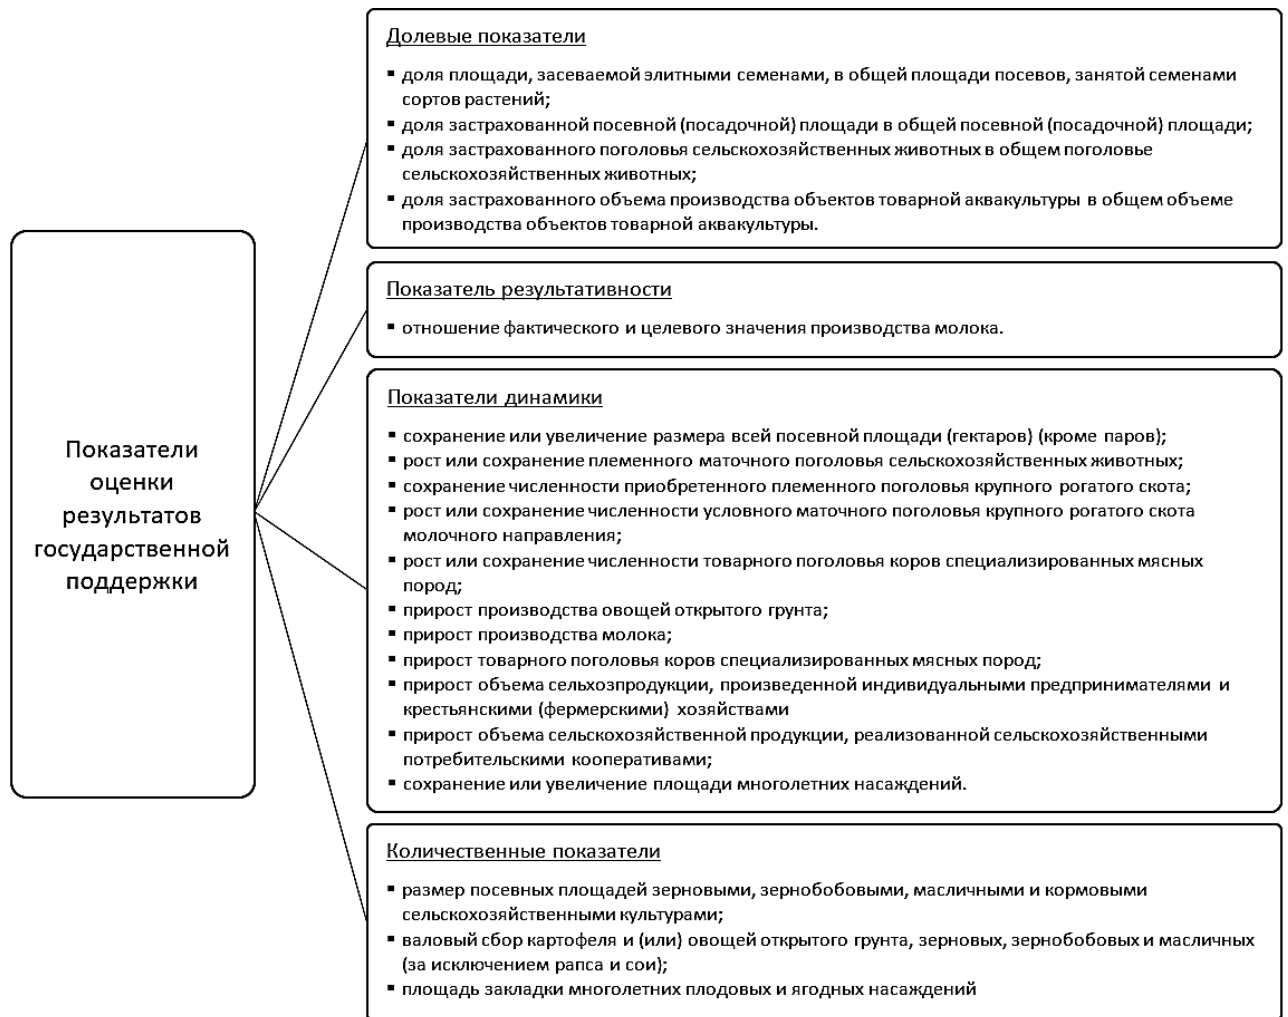 Показатели
оценки
результатов
государственной
поддержки
Долевые показатели
▪ доля площади, засеваемой элитными семенами, в общей площади посевов, занятой семенами
сортов растений;
▪ доля застрахованной посевной (посадочной) площади в общей посевной (посадочной) площади;
▪ доля застрахованного поголовья сельскохозяйственных животных в общем поголовье
сельскохозяйственных животных;
▪ доля застрахованного объема производства объектов товарной аквакультуры в общем объеме
производства объектов товарной аквакультуры.
Показатель результативности
▪ отношение фактического и целевого значения производства молока.
Показатели динамики
▪ сохранение или увеличение размера всей посевной площади (гектаров) (кроме паров);
▪ рост или сохранение племенного маточного поголовья сельскохозяйственных животных;
▪ сохранение численности приобретенного племенного поголовья крупного рогатого скота;
▪ рост или сохранение численности условного маточного поголовья крупного рогатого скота
молочного направления;
▪ рост или сохранение численности товарного поголовья коров специализированных мясных
пород;
▪ прирост производства овощей открытого грунта;
▪ прирост производства молока;
▪ прирост товарного поголовья коров специализированных мясных пород;
▪ прирост объема сельхозпродукции, произведенной индивидуальными предпринимателями и
крестьянскими (фермерскими) хозяйствами
▪ прирост объема сельскохозяйственной продукции, реализованной сельскохозяйственными
потребительскими кооперативами;
▪ сохранение или увеличение площади многолетних насаждений.
Количественные показатели
▪ размер посевных площадей зерновыми, зернобобовыми, масличными и кормовыми
сельскохозяйственными культурами;
▪ валовый сбор картофеля и (или) овощей открытого грунта, зерновых, зернобобовых и масличных
(за исключением рапса и сои);
▪ площадь закладки многолетних плодовых и ягодных насаждений